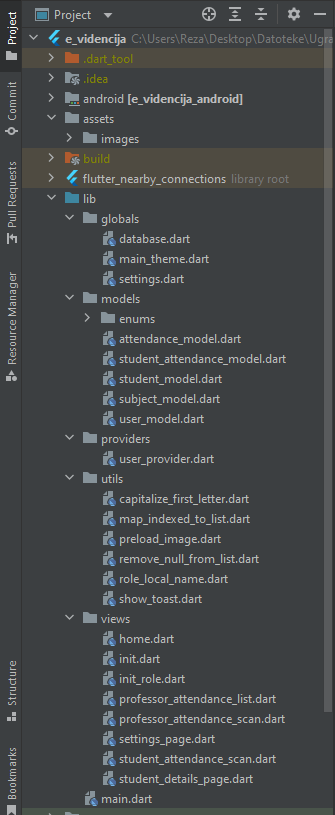 Project
e_videncija C:\Users\Reza\Desktop\Datoteke\Ugra
.dart_tool
.idea
android [e_videncija_android]
assets
images
build
flutter_nearby_connections library root
lib
globals
database.dart
main_theme.dart
settings.dart
models
enums
attendance_model.dart
student_attendance_model.dart
student_model.dart
subject_model.dart
user_model.dart
providers
user_provider.dart
utils
capitalize_first_letter.dart
map_indexed_to_list.dart
preload_image.dart
remove_null_from_list.dart
role_local_name.dart
show_toast.dart
views
home.dart
init.dart
init_role.dart
professor_attendance_list.dart
professor_attendance_scan.dart
settings_page.dart
student_attendance_scan.dart
student_details_page.dart
main.dart
Project
Commit
Pull Requests
Resource Manager
Structure
Bookmarks